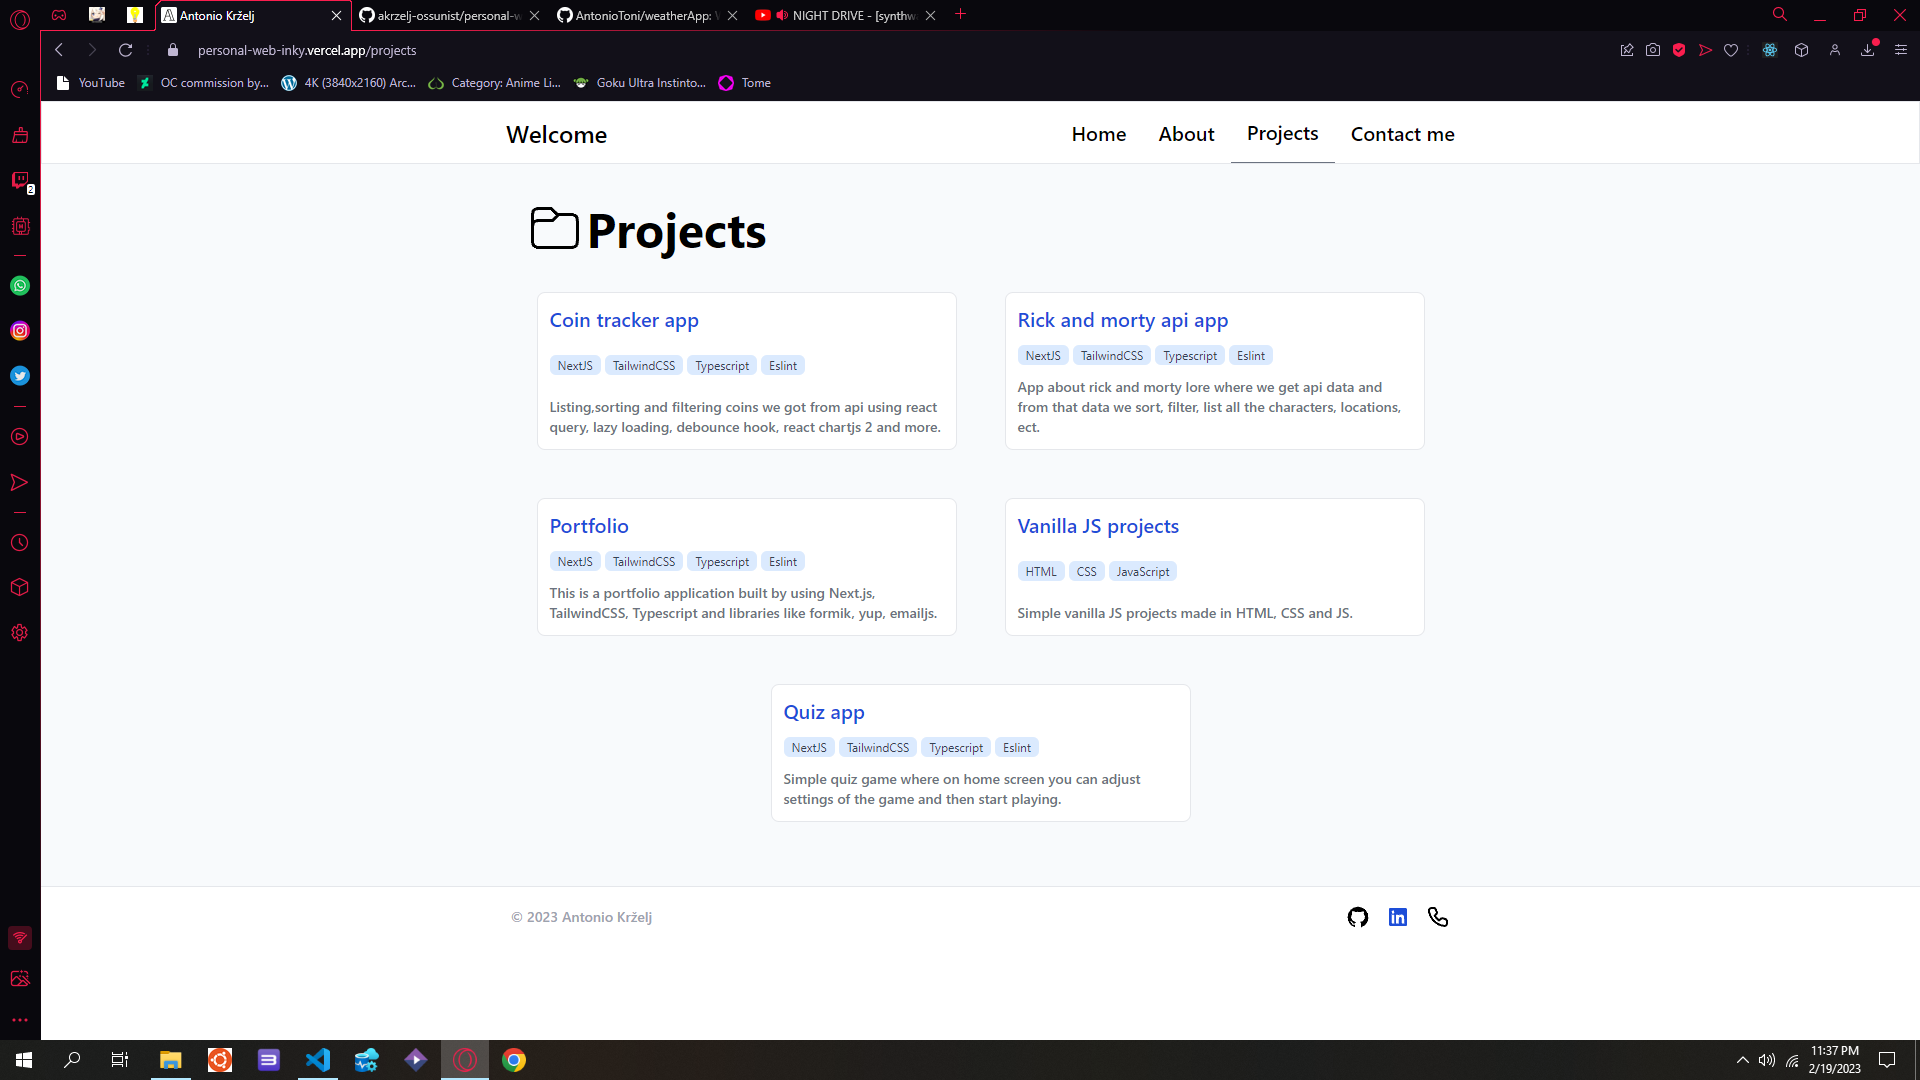 Antonio Krželj
akrzelj-ossunist/personal-w
AntonioToni/weatherApp: W
NIGHT DRIVE - [synthw
personal-web-inky.vercel.app/projects
YouTube
OC commission by...
4K (3840x2160) Arc...
Category: Anime Li...
Goku Ultra Instinto...
Tome
2
Welcome
Home
About
Projects
Contact me
Projects
Coin tracker app
NextJS
TailwindCSS
Typescript
Eslint
Listing,sorting and filtering coins we got from api using react
query, lazy loading, debounce hook, react chartjs 2 and more.
Rick and morty api app
NextJS
TailwindCSS
Typescript
Eslint
App about rick and morty lore where we get api data and
from that data we sort, filter, list all the characters, locations,
ect.
Portfolio
NextJS
TailwindCSS
Typescript
Eslint
This is a portfolio application built by using Next.js,
TailwindCSS, Typescript and libraries like formik, yup, emailjs.
Vanilla JS projects
HTML
CSS
JavaScript
Simple vanilla JS projects made in HTML, CSS and JS.
Quiz app
NextJS
TailwindCSS
Typescript
Eslint
Simple quiz game where on home screen you can adjust
settings of the game and then start playing.
© 2023 Antonio Krželj
11:37 PM
2/19/2023